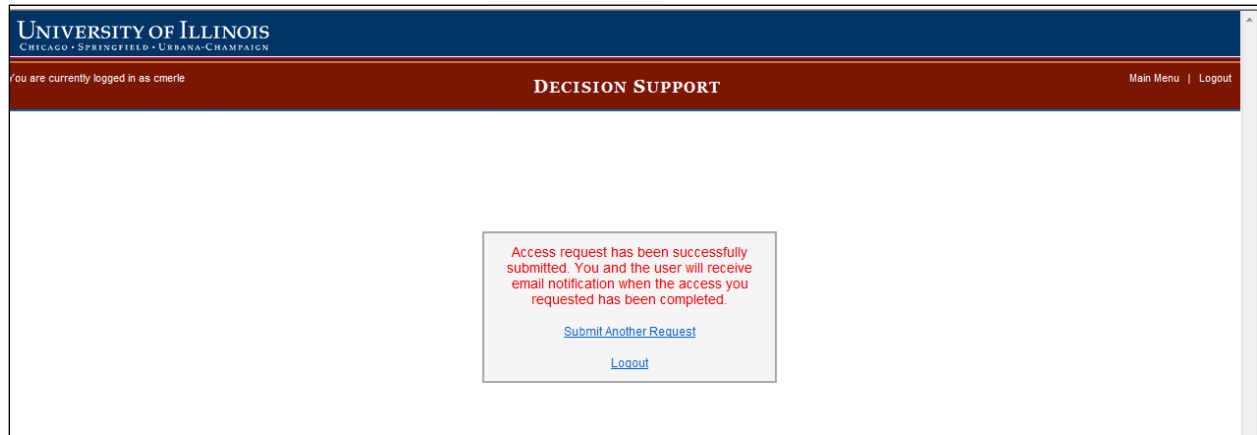 UNIVERSITY OF ILLINOIS
CHICAGO • SPRINGFIELD • URBANA-CHAMPAIGN
You are currently logged in as cmerle
DECISION SUPPORT
Main Menu | Logout
Access request has been successfully
submitted. You and the user will receive
email notification when the access you
requested has been completed.
Submit Another Request
Logout